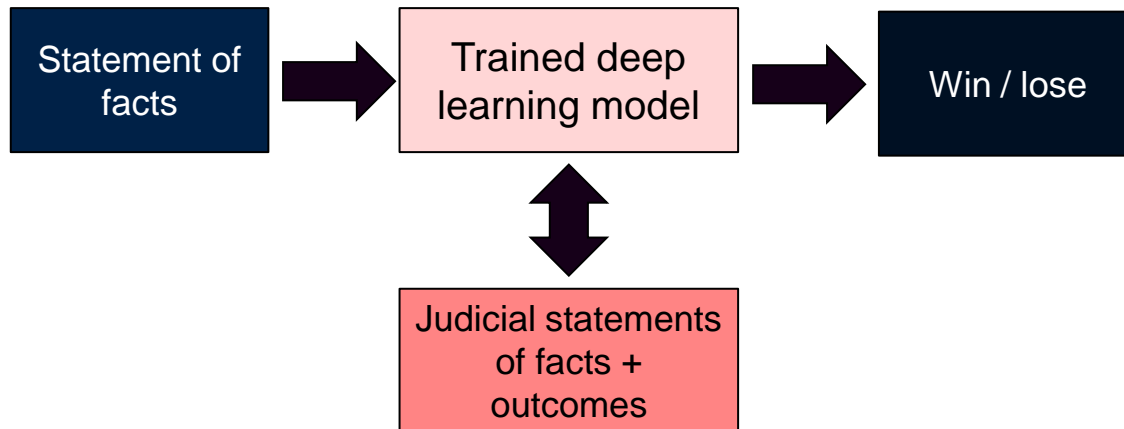 Statement of
facts
Trained deep
learning model
Win / lose
Judicial statements
of facts +
outcomes